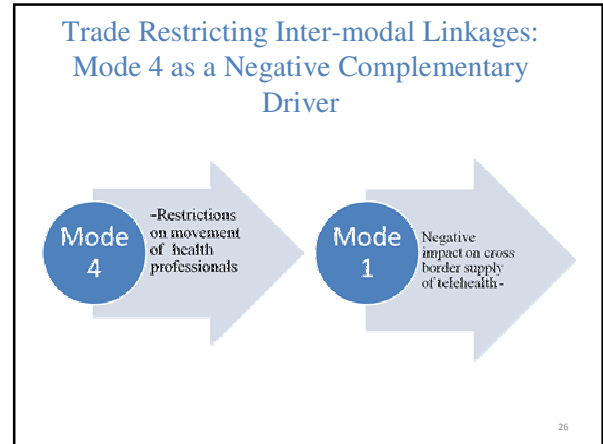 Trade Restricting Inter-modal Linkages:
Mode 4 as a Negative Complementary
Driver
Mode
4
-Restrictions
on movement
of health
professionals
Mode
1
Negative
impact on cross
border supply
of telehealth-
26